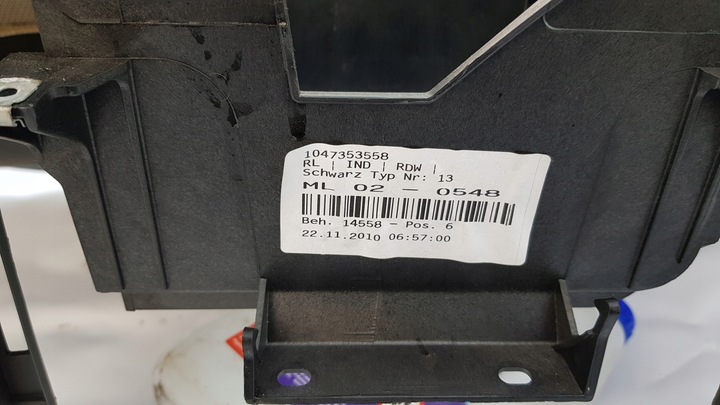 1047353558
RL | IND | RDW |
Schwarz Typ Nr: 13
ML 02 - 0548
Beh. 14558 - Pos. 6
22.11.2010 06:57:00